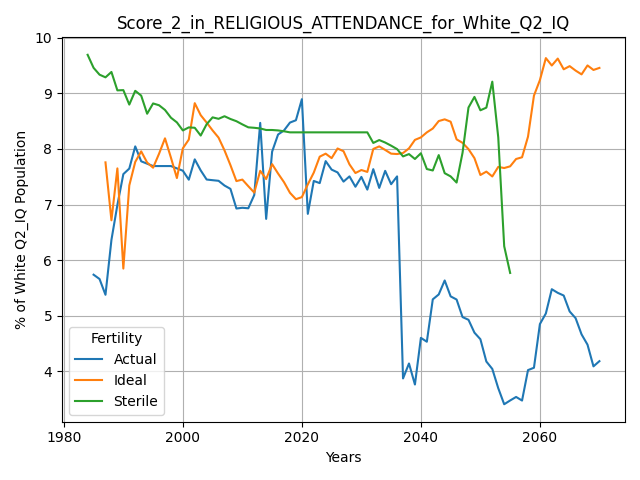 Score_2_in_RELIGIOUS_ATTENDANCE_for_White_Q2_IQ
% of White Q2_IQ Population
10
9
8
7
6
5
4
Fertility
Actual
Ideal
Sterile
1980
2000
2020
2040
2060
Years